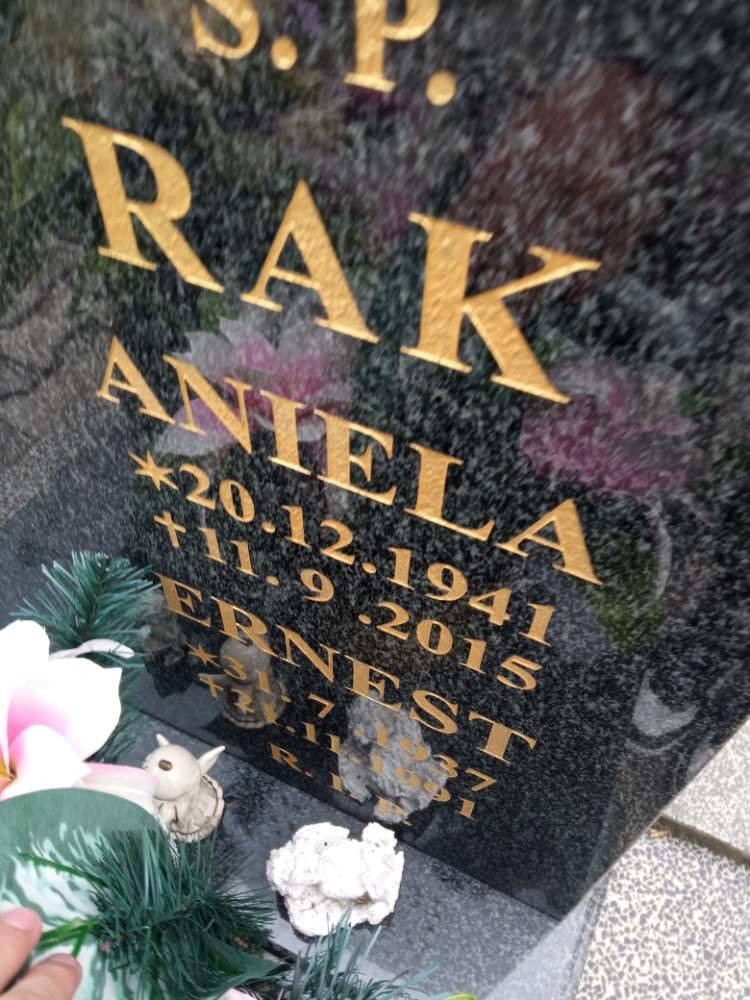 S. P.
RAK
ANIELA
*20.12.1941
†11. 9 .2015
ERNEST
*31. 7 .1937
†21.11.1991
R. I. P.